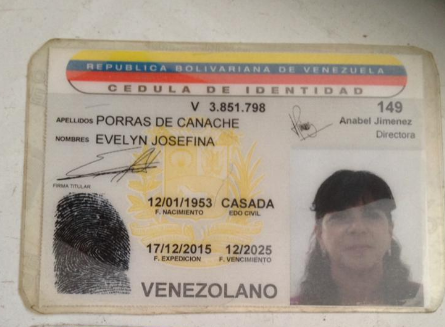 REPUBLICA BOLIVARIANA DE VENEZUELA
CEDULA DE IDENTIDAD
V 3.851.798
149
APELLIDOS PORRAS DE CANACHE
Anabel Jimenez
Directora
NOMBRES EVELYN JOSEFINA
FIRMA TITULAR
12/01/1953 CASADA
F. NACIMIENTO EDO CIVIL
17/12/2015 12/2025
F. EXPEDICION F. VENCIMIENTO
VENEZOLANO